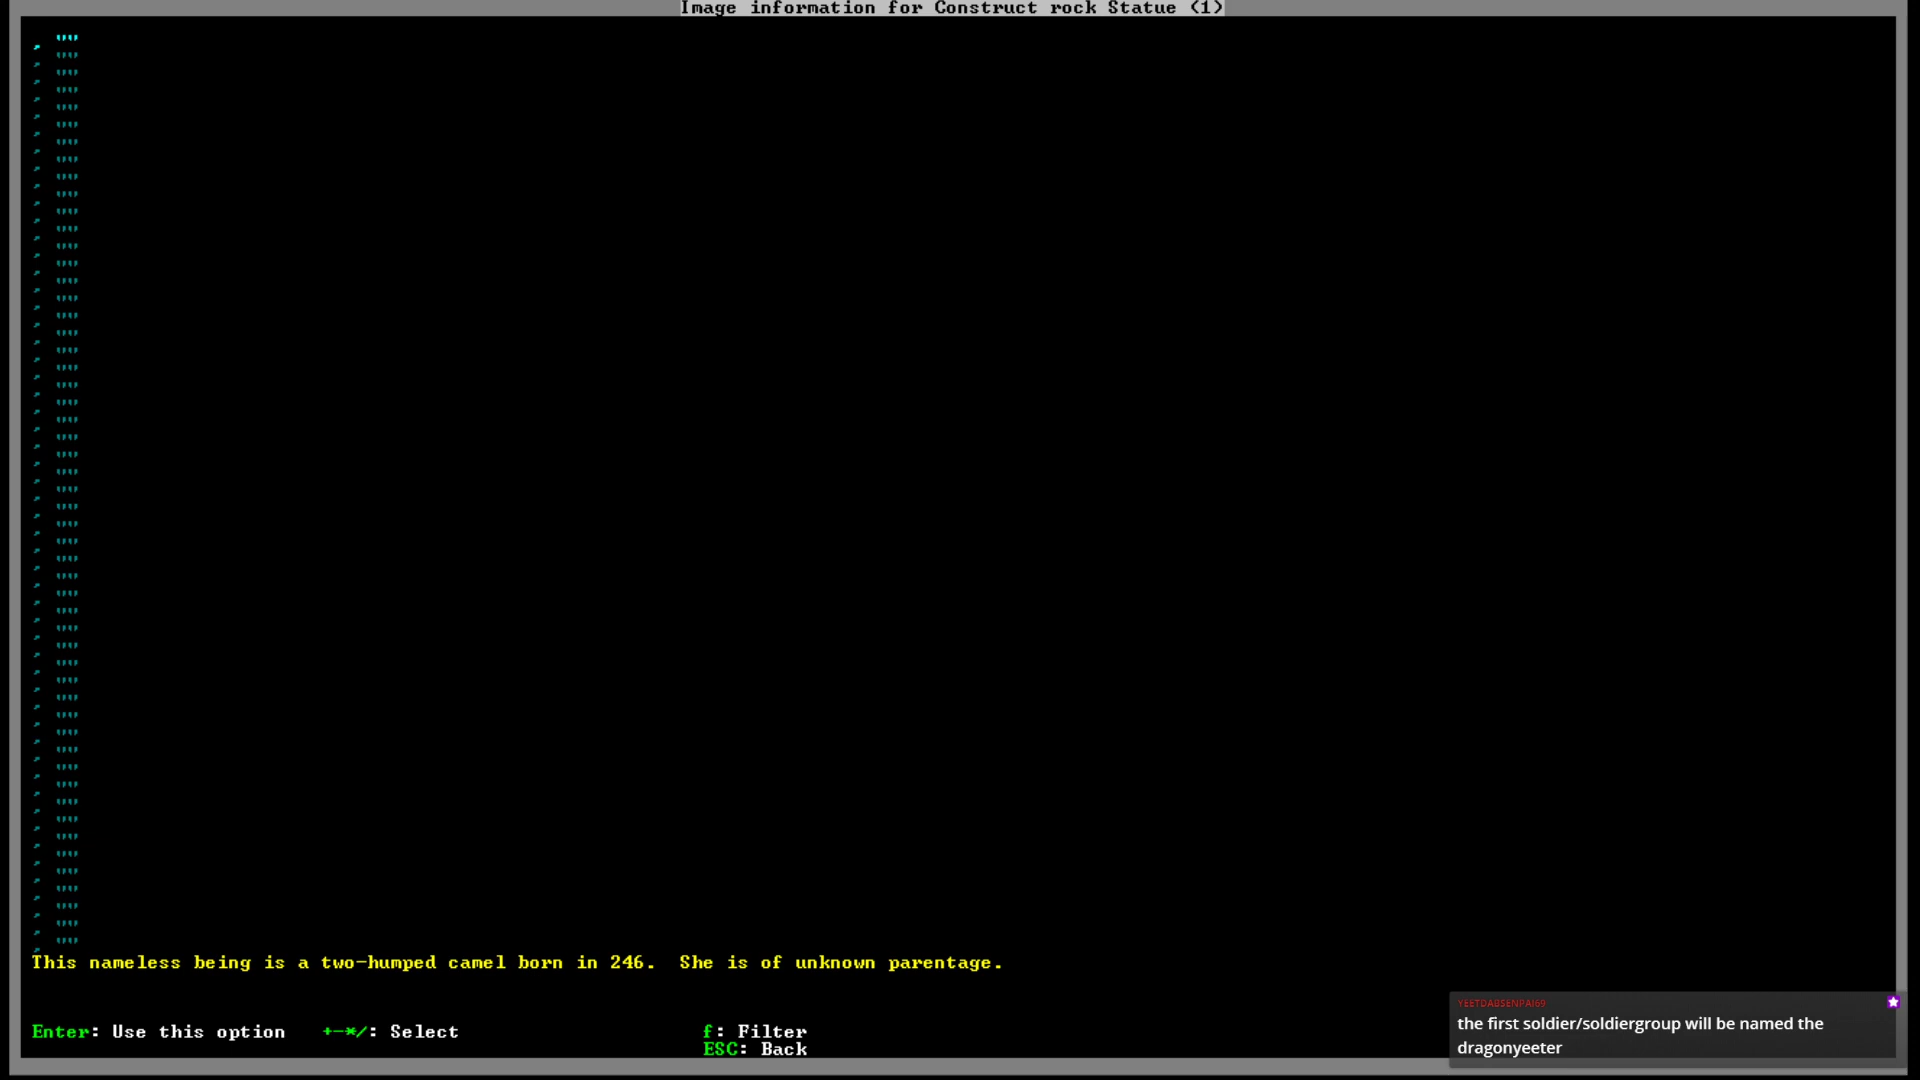 Image information for Construct rock Statue (1)
This nameless being is a two-humped camel born in 246.  She is of unknown parentage.
Enter: Use this option   +-*/: Select   f: Filter
ESC: Back
YEETDABSENPAI69
the first soldier/soldiergroup will be named the
dragonyeeter